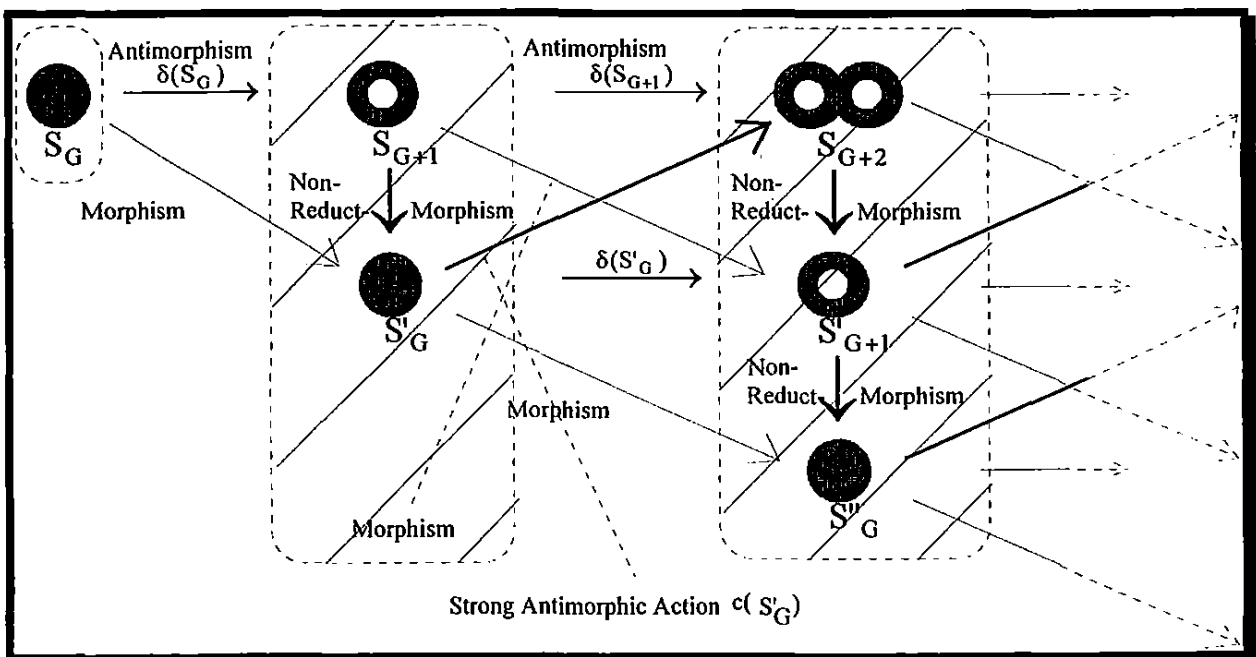 Antimorphism
δ(S_G)
Antimorphism
δ(S_G+1)
S_G
S_G+1
S_G+2
Morphism
Non-
Reduct- Morphism
Non-
Reduct- Morphism
δ(S'_G)
S'_G
S'_G+1
Non-
Reduct Morphism
Morphism
Morphism
S''_G
Strong Antimorphic Action c(S'_G)